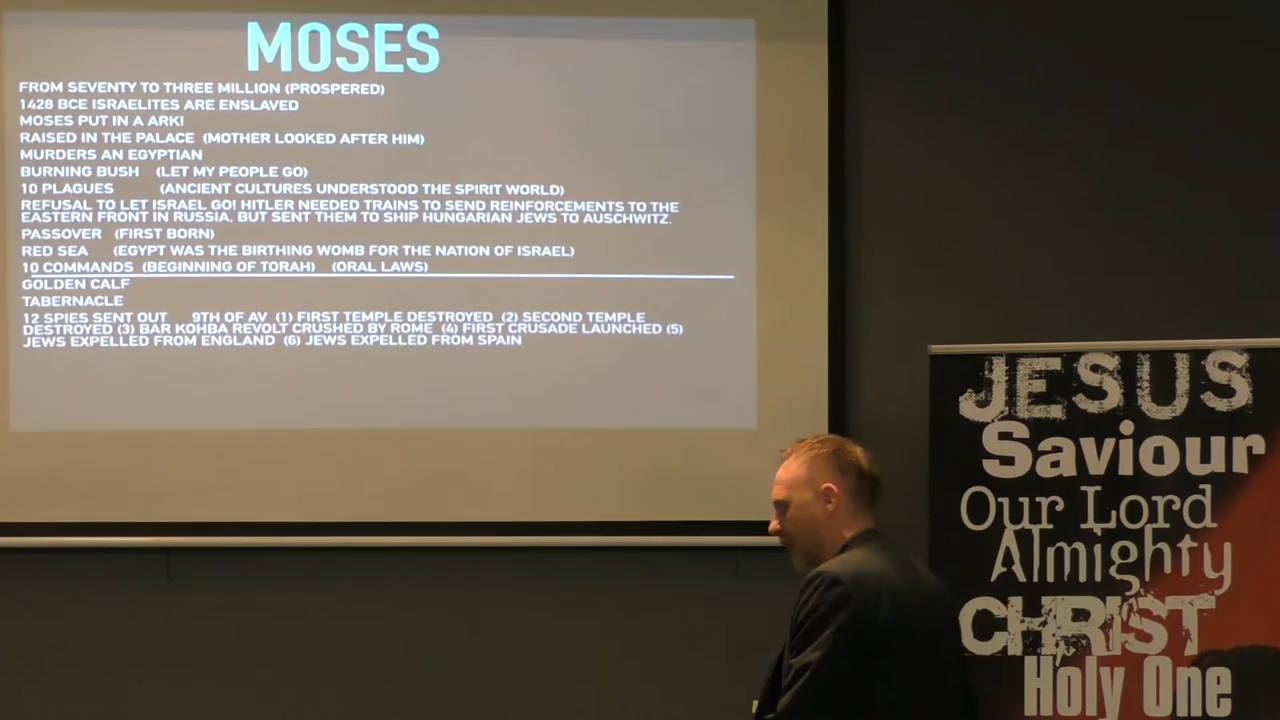 MOSES
FROM SEVENTY TO THREE MILLION (PROSPERED)
1428 BCE ISRAELITES ARE ENSLAVED
MOSES PUT IN A ARK!
RAISED IN THE PALACE (MOTHER LOOKED AFTER HIM)
MURDERS AN EGYPTIAN
BURNING BUSH (LET MY PEOPLE GO)
10 PLAGUES (ANCIENT CULTURES UNDERSTOOD THE SPIRIT WORLD)
REFUSAL TO LET ISRAEL GO! HITLER NEEDED TRAINS TO SEND REINFORCEMENTS TO THE
EASTERN FRONT IN RUSSIA. BUT SENT THEM TO SHIP HUNGARIAN JEWS TO AUSCHWITZ.
PASSOVER (FIRST BORN)
RED SEA (EGYPT WAS THE BIRTHING WOMB FOR THE NATION OF ISRAEL)
10 COMMANDS (BEGINNING OF TORAH) (ORAL LAWS)
GOLDEN CALF
TABERNACLE
12 SPIES SENT OUT 9TH OF AV (1) FIRST TEMPLE DESTROYED (2) SECOND TEMPLE
DESTROYED (3) BAR KOHBA REVOLT CRUSHED BY ROME (4) FIRST CRUSADE LAUNCHED (5)
JEWS EXPELLED FROM ENGLAND (6) JEWS EXPELLED FROM SPAIN
JESUS
Saviour
Our Lord
Almighty
CHRIST
Holy One